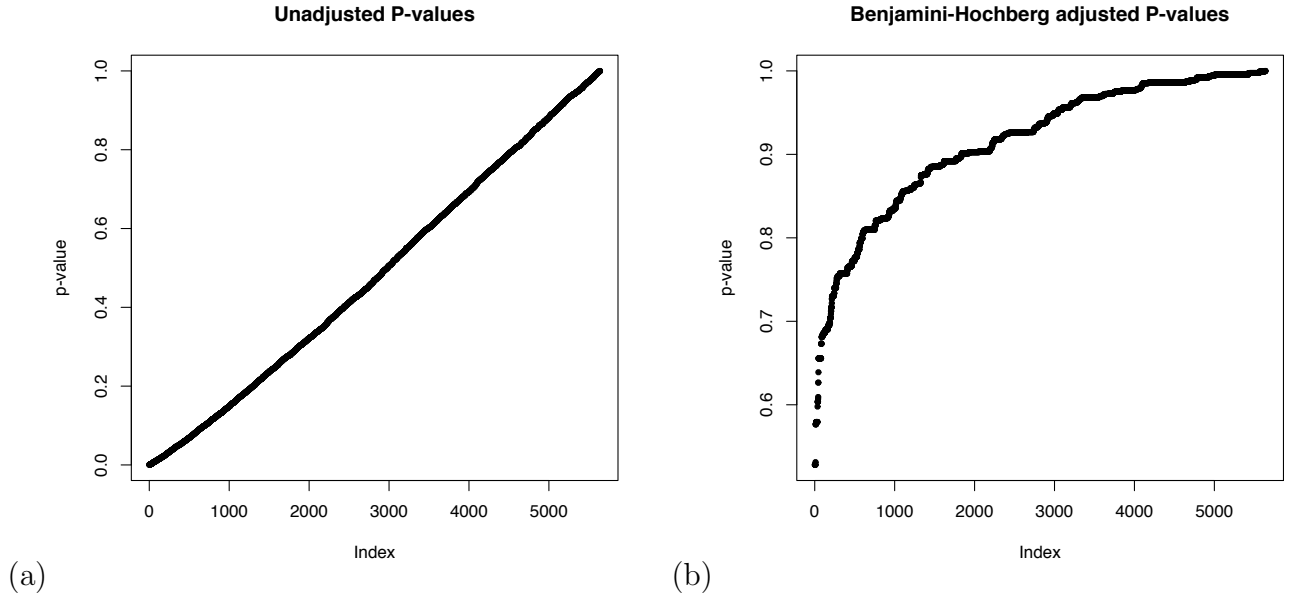 Unadjusted P-values
1.0
0.8
0.6
0.4
0.2
0.0
p-value
0 1000 2000 3000 4000 5000
Index
(a)
Benjamini-Hochberg adjusted P-values
1.0
0.9
0.8
0.7
0.6
p-value
0 1000 2000 3000 4000 5000
Index
(b)